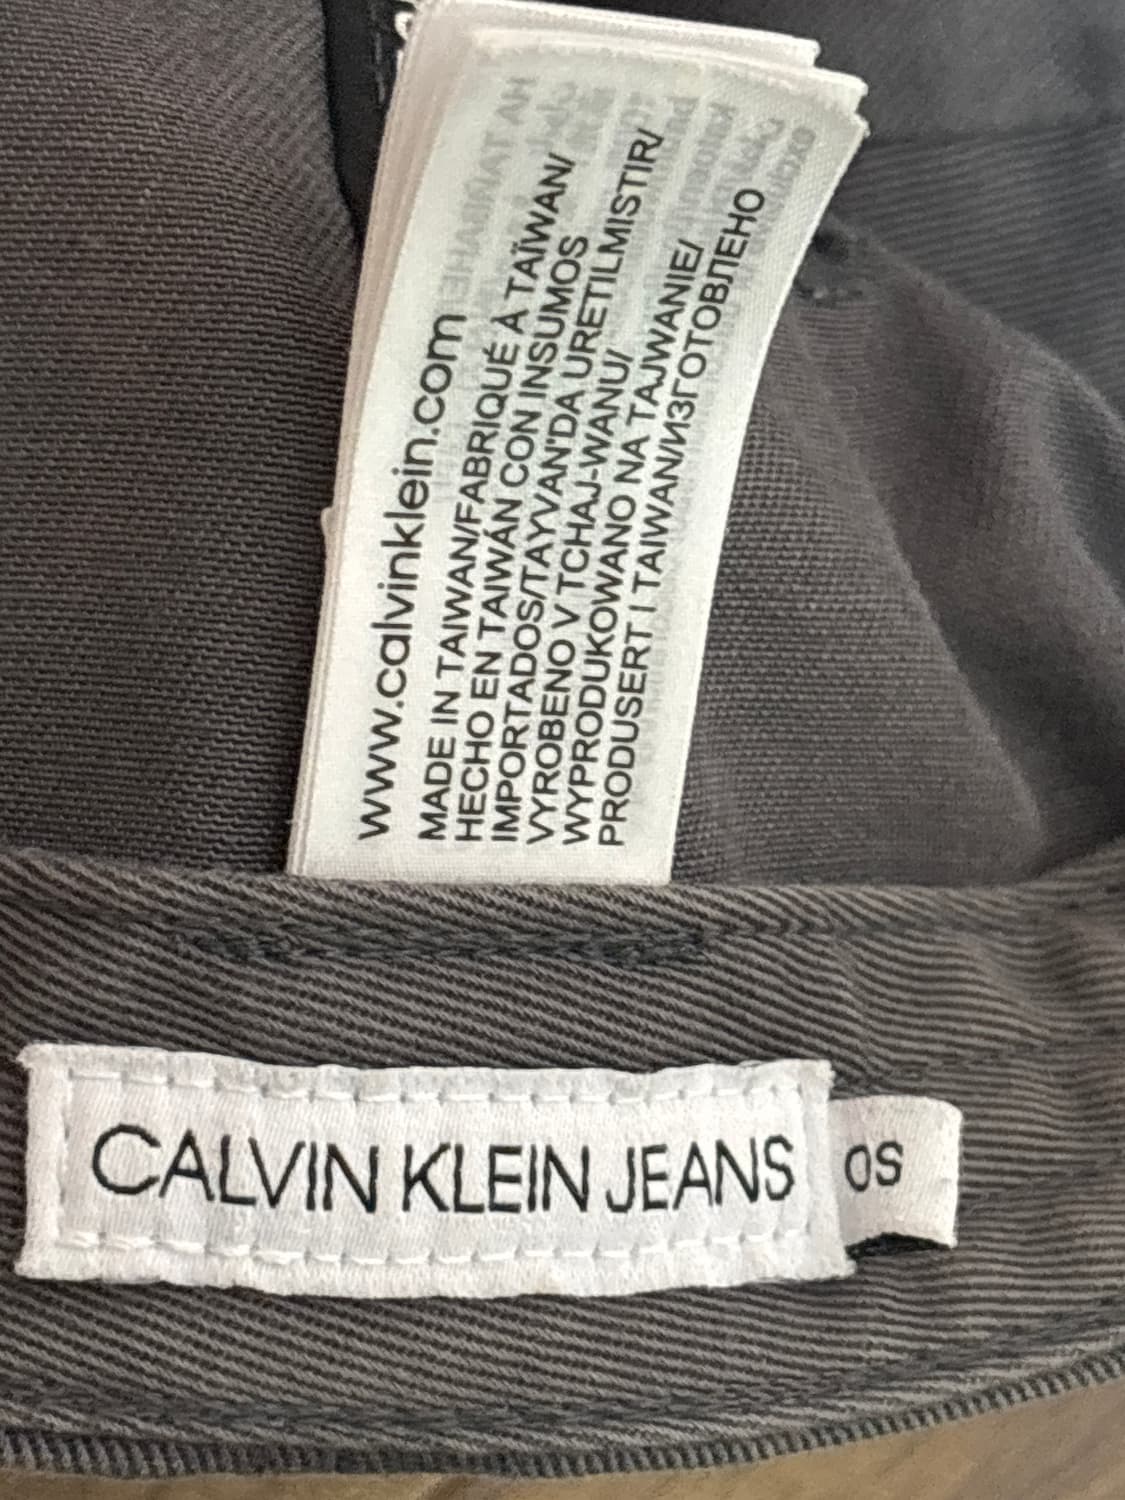 www.calvinklein.com
MADE IN TAIWAN/FABRIQUÉ À TAÏWAN/
HECHO EN TAIWÁN CON INSUMOS
IMPORTADOS/TAYVAN'DA URETILMISTIR/
VYROBENO V TCHAJ-WANU/
WYPRODUKOWANO NA TAJWANIE/
PRODUSERT I TAIWAN/ИЗГОТОВЛЕНО
CALVIN KLEIN JEANS
OS